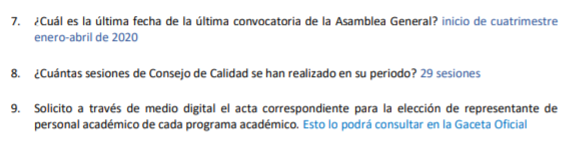 7. ¿Cuál es la última fecha de la última convocatoria de la Asamblea General? inicio de cuatrimestre
enero-abril de 2020
8. ¿Cuántas sesiones de Consejo de Calidad se han realizado en su periodo? 29 sesiones
9. Solicito a través de medio digital el acta correspondiente para la elección de representante de
personal académico de cada programa académico. Esto lo podrá consultar en la Gaceta Oficial